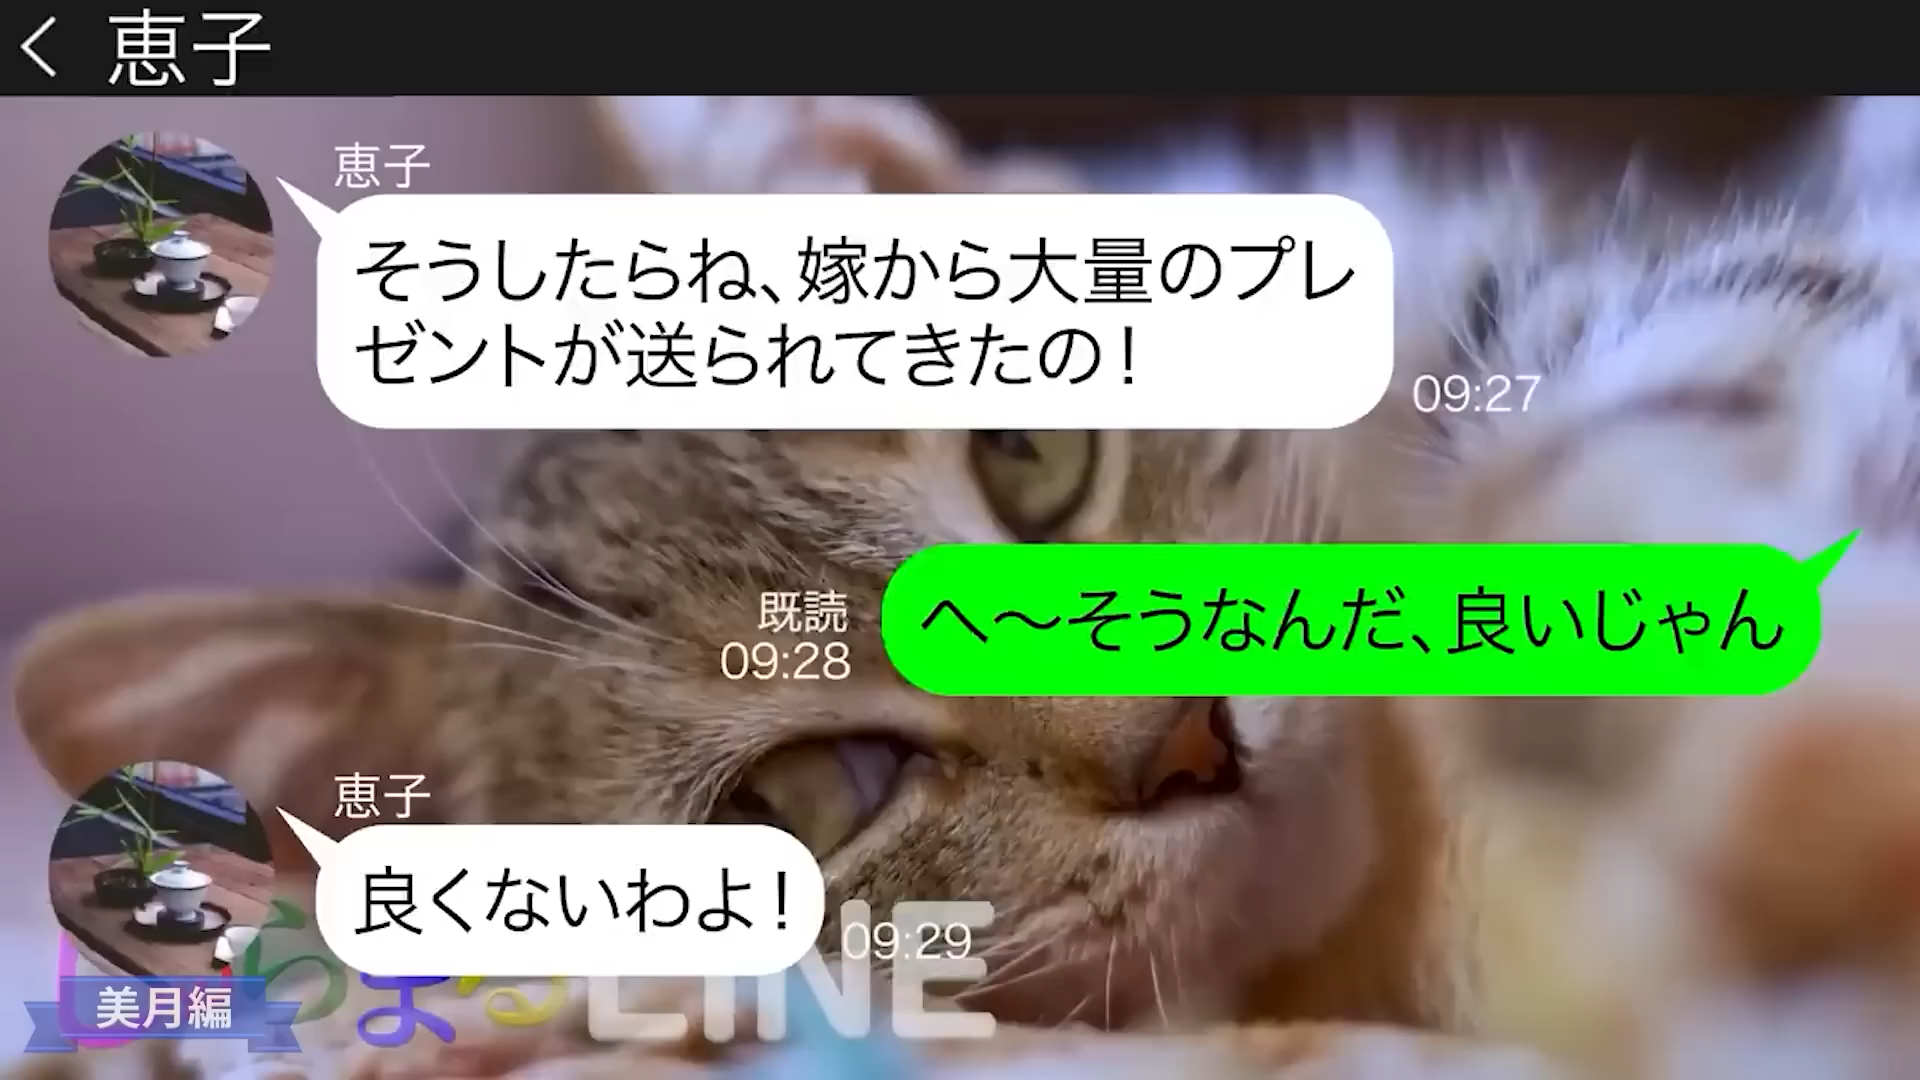 恵子
恵子
そうしたらね、嫁から大量のプレ
ゼントが送られてきたの！
09:27
へ〜そうなんだ、良いじゃん
既読
09:28
恵子
良くないわよ！
09:29
LINE
美月編